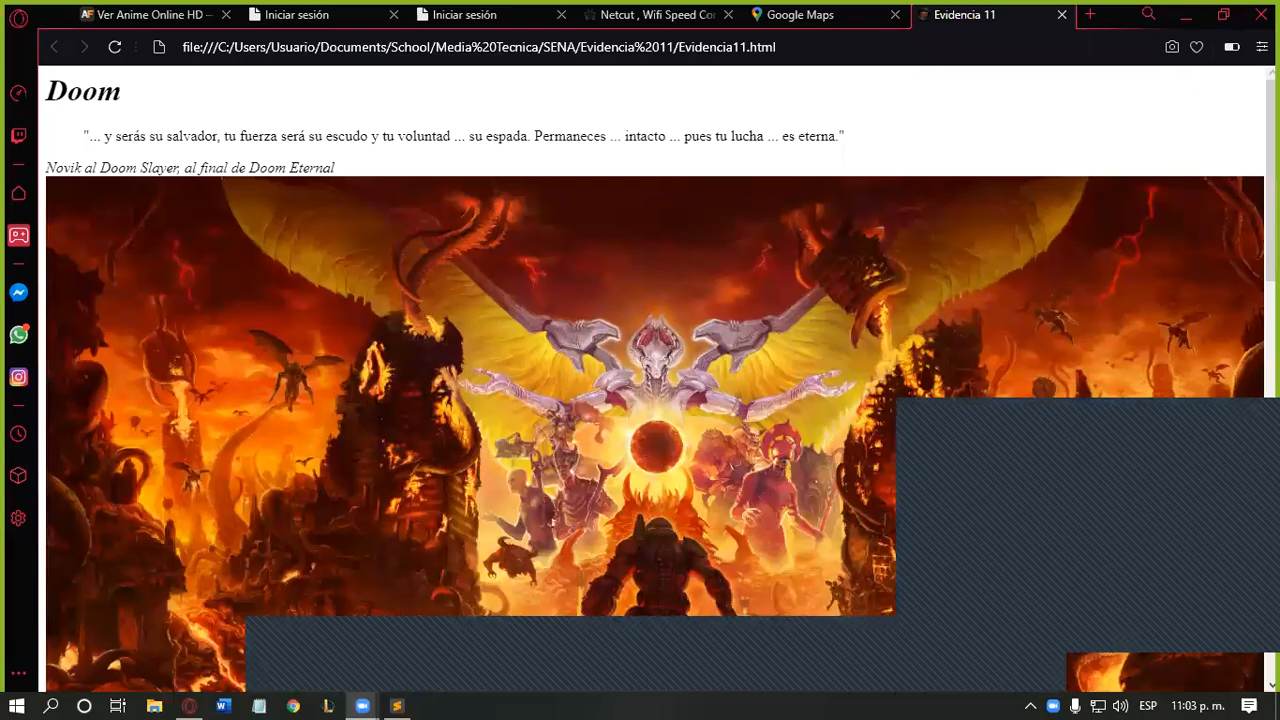 Ver Anime Online HD
Iniciar sesión
Iniciar sesión
Netcut , Wifi Speed Cor
Google Maps
Evidencia 11
file:///C:/Users/Usuario/Documents/School/Media%20Tecnica/SENA/Evidencia%2011/Evidencia11.html
Doom
"... y serás su salvador, tu fuerza será su escudo y tu voluntad ... su espada. Permaneces ... intacto ... pues tu lucha ... es eterna."
Novik al Doom Slayer, al final de Doom Eternal
ESP
11:03 p. m.